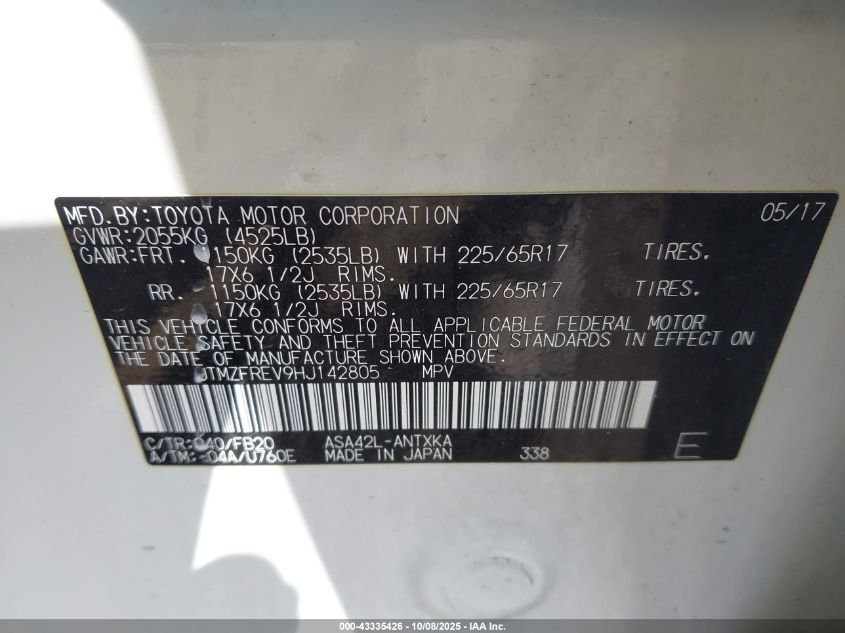 MFD.BY:TOYOTA MOTOR CORPORATION 05/17
GVWR:2055KG (4525LB)
GAWR:FRT. 1150KG (2535LB) WITH 225/65R17 TIRES.
17X6 1/2J RIMS.
RR. 1150KG (2535LB) WITH 225/65R17 TIRES.
17X6 1/2J RIMS.
THIS VEHICLE CONFORMS TO ALL APPLICABLE FEDERAL MOTOR
VEHICLE SAFETY AND THEFT PREVENTION STANDARDS IN EFFECT ON
THE DATE OF MANUFACTURE SHOWN ABOVE.
JTMZFREV9HJ142805 MPV
C/TR:040/FB20 ASA42L-ANTXKA
A/TM:-04A/U760E MADE IN JAPAN 338 E
000-43335426 - 10/08/2025 - IAA Inc.